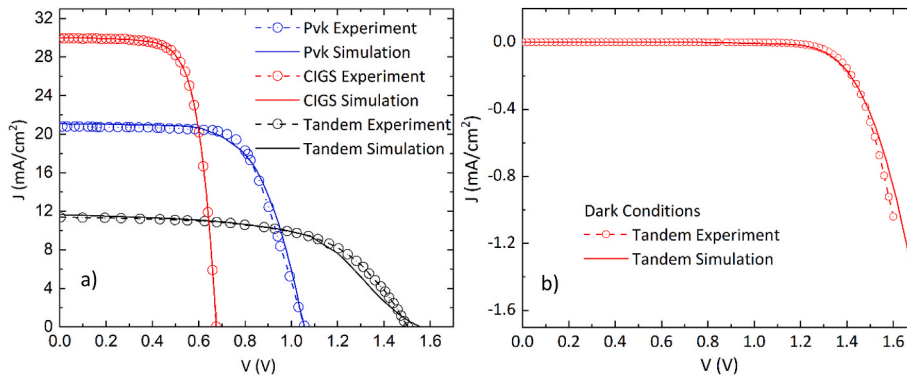 32
28
24
20
16
12
8
4
0
J (mA/cm²)
0.0 0.2 0.4 0.6 0.8 1.0 1.2 1.4 1.6
V (V)
Pvk Experiment
Pvk Simulation
CIGS Experiment
CIGS Simulation
Tandem Experiment
Tandem Simulation
a)
0.0
-0.4
-0.8
-1.2
-1.6
J (mA/cm²)
0.0 0.2 0.4 0.6 0.8 1.0 1.2 1.4 1.6
V (V)
Dark Conditions
Tandem Experiment
Tandem Simulation
b)